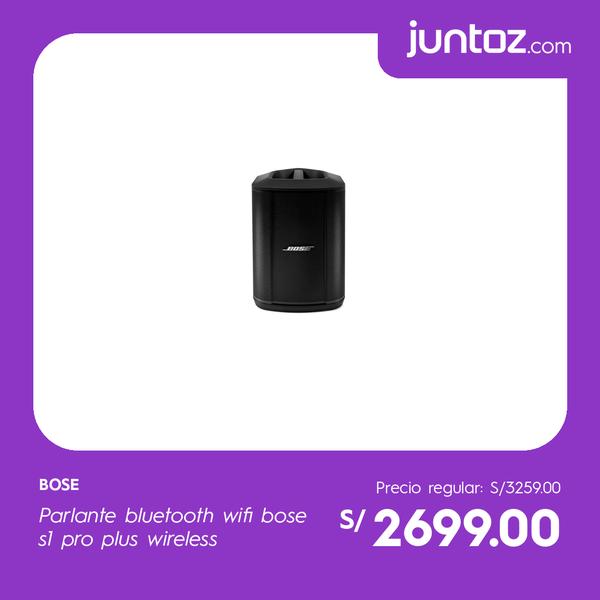 juntoz.com
BOSE
BOSE
Parlante bluetooth wifi bose
s1 pro plus wireless
Precio regular: S/3259.00
S/ 2699.00